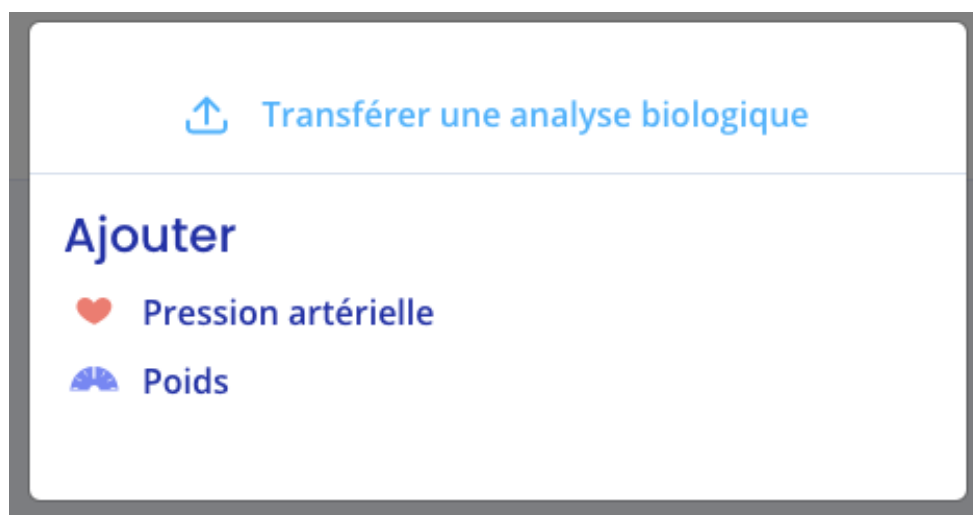 Transférer une analyse biologique
Ajouter
Pression artérielle
Poids